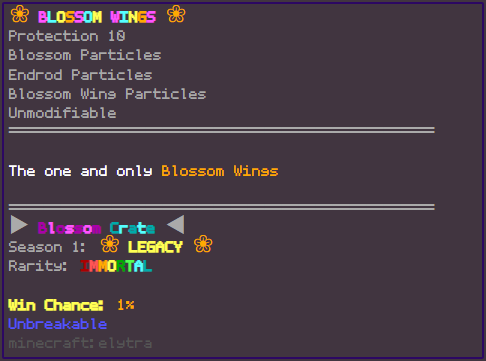 ❀ BLOSSOM WINGS ❀
Protection 10
Blossom Particles
Endrod Particles
Blossom Wing Particles
Unmodifiable
The one and only Blossom Wings
▶ Blossom Crate ◀
Season 1: ❀ LEGACY ❀
Rarity: IMMORTAL
Win Chance: 1%
Unbreakable
minecraft:elytra